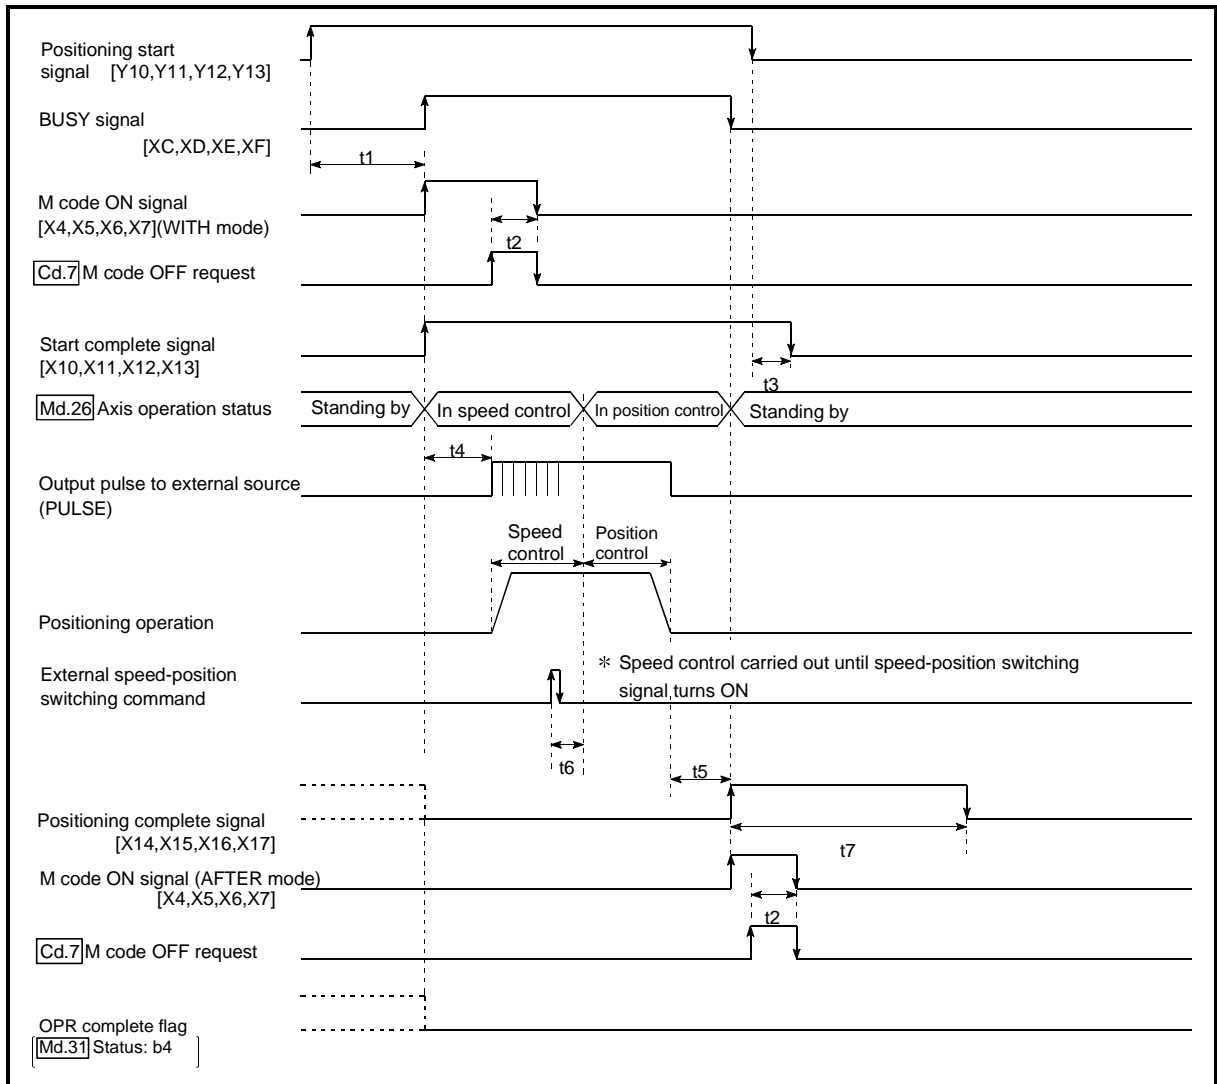 Positioning start
signal [Y10,Y11,Y12,Y13]
BUSY signal
[XC,XD,XE,XF]
t1
M code ON signal
[X4,X5,X6,X7](WITH mode)
t2
Cd.7 M code OFF request
Start complete signal
[X10,X11,X12,X13]
t3
Md.26 Axis operation status
Standing by
In speed control
In position control
Standing by
t4
Output pulse to external source
(PULSE)
Speed
control
Position
control
Positioning operation
External speed-position
switching command
* Speed control carried out until speed-position switching
signal turns ON
t6
t5
Positioning complete signal
[X14,X15,X16,X17]
t7
M code ON signal (AFTER mode)
[X4,X5,X6,X7]
t2
Cd.7 M code OFF request
OPR complete flag
Md.31 Status: b4